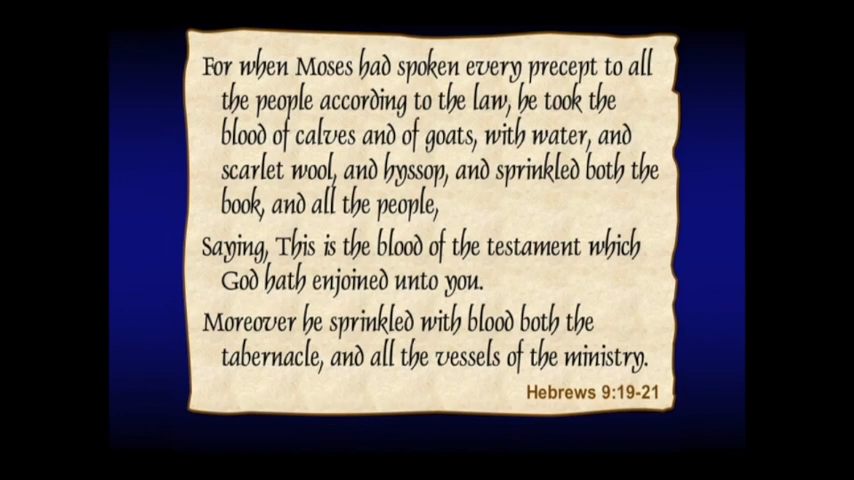 For when Moses had spoken every precept to all
the people according to the law, he took the
blood of calves and of goats, with water, and
scarlet wool, and hyssop, and sprinkled both the
book, and all the people,
Saying, This is the blood of the testament which
God hath enjoined unto you.
Moreover he sprinkled with blood both the
tabernacle, and all the vessels of the ministry.
Hebrews 9:19-21